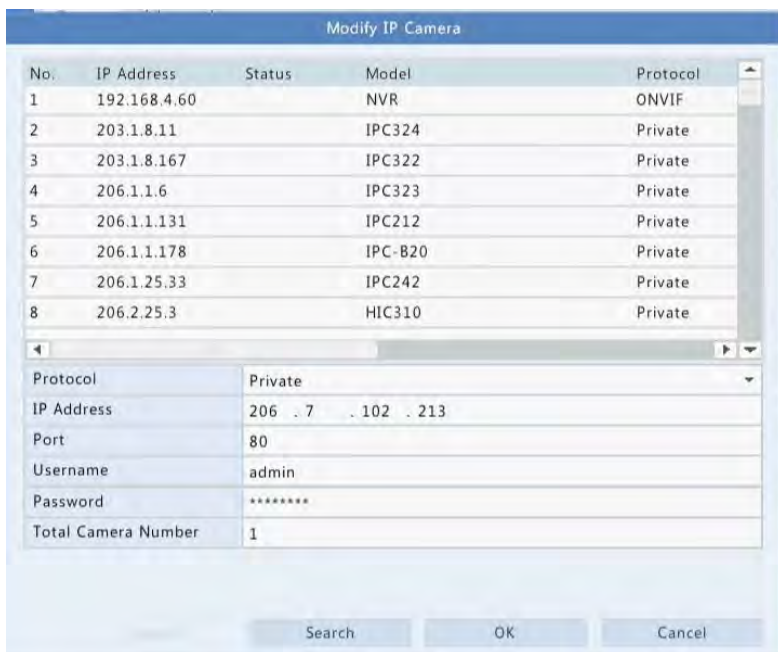 Modify IP Camera
No. IP Address Status Model Protocol
1 192.168.4.60 NVR ONVIF
2 203.1.8.11 IPC324 Private
3 203.1.8.167 IPC322 Private
4 206.1.1.6 IPC323 Private
5 206.1.1.131 IPC212 Private
6 206.1.1.178 IPC-B20 Private
7 206.1.25.33 IPC242 Private
8 206.2.25.3 HIC310 Private
Protocol Private
IP Address 206 . 7 . 102 . 213
Port 80
Username admin
Password ********
Total Camera Number 1
Search OK Cancel